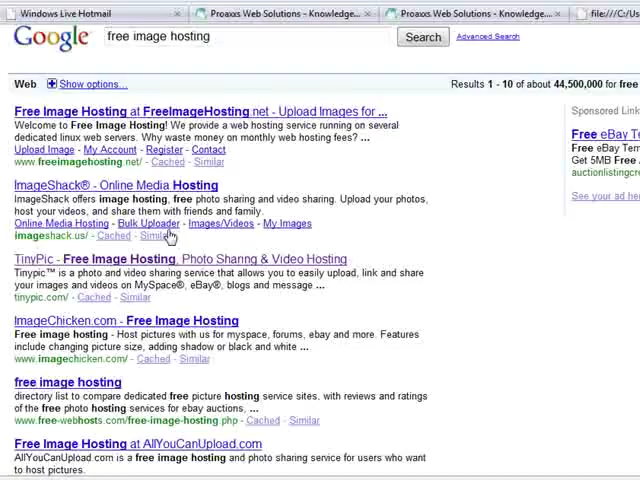 Windows Live Hotmail
Proaxxs Web Solutions - Knowledge...
Proaxxs Web Solutions - Knowledge...
file:///C:/Us
Google
free image hosting
Search
Advanced Search
Web
Show options...
Results 1 - 10 of about 44,500,000 for free
Free Image Hosting at FreeImageHosting.net - Upload Images for ...
Welcome to Free Image Hosting! We provide a web hosting service running on several
dedicated linux web servers. Why waste money on monthly web hosting fees? ...
Upload Image - My Account - Register - Contact
www.freeimagehosting.net/ - Cached - Similar
ImageShack® - Online Media Hosting
ImageShack offers image hosting, free photo sharing and video sharing. Upload your photos,
host your videos, and share them with friends and family.
Online Media Hosting - Bulk Uploader - Images/Videos - My Images
imageshack.us/ - Cached - Similar
TinyPic - Free Image Hosting, Photo Sharing & Video Hosting
Tinypic™ is a photo and video sharing service that allows you to easily upload, link and share
your images and videos on MySpace®, eBay®, blogs and message ...
tinypic.com/ - Cached - Similar
ImageChicken.com - Free Image Hosting
Free image hosting - Host pictures with us for myspace, forums, ebay and more. Features
include changing picture size, adding shadow or black and white ...
www.imagechicken.com/ - Cached - Similar
free image hosting
directory list to compare dedicated free picture hosting service sites, with reviews and ratings
of the free photo hosting services for ebay auctions, ...
www.free-webhosts.com/free-image-hosting.php - Cached - Similar
Free Image Hosting at AllYouCanUpload.com
AllYouCanUpload.com is a free image hosting and photo sharing service for users who want
to host pictures.
Sponsored Link
Free eBay Te
Free eBay Tem
Get 5MB Free
auctionlistingcre
See your ad here